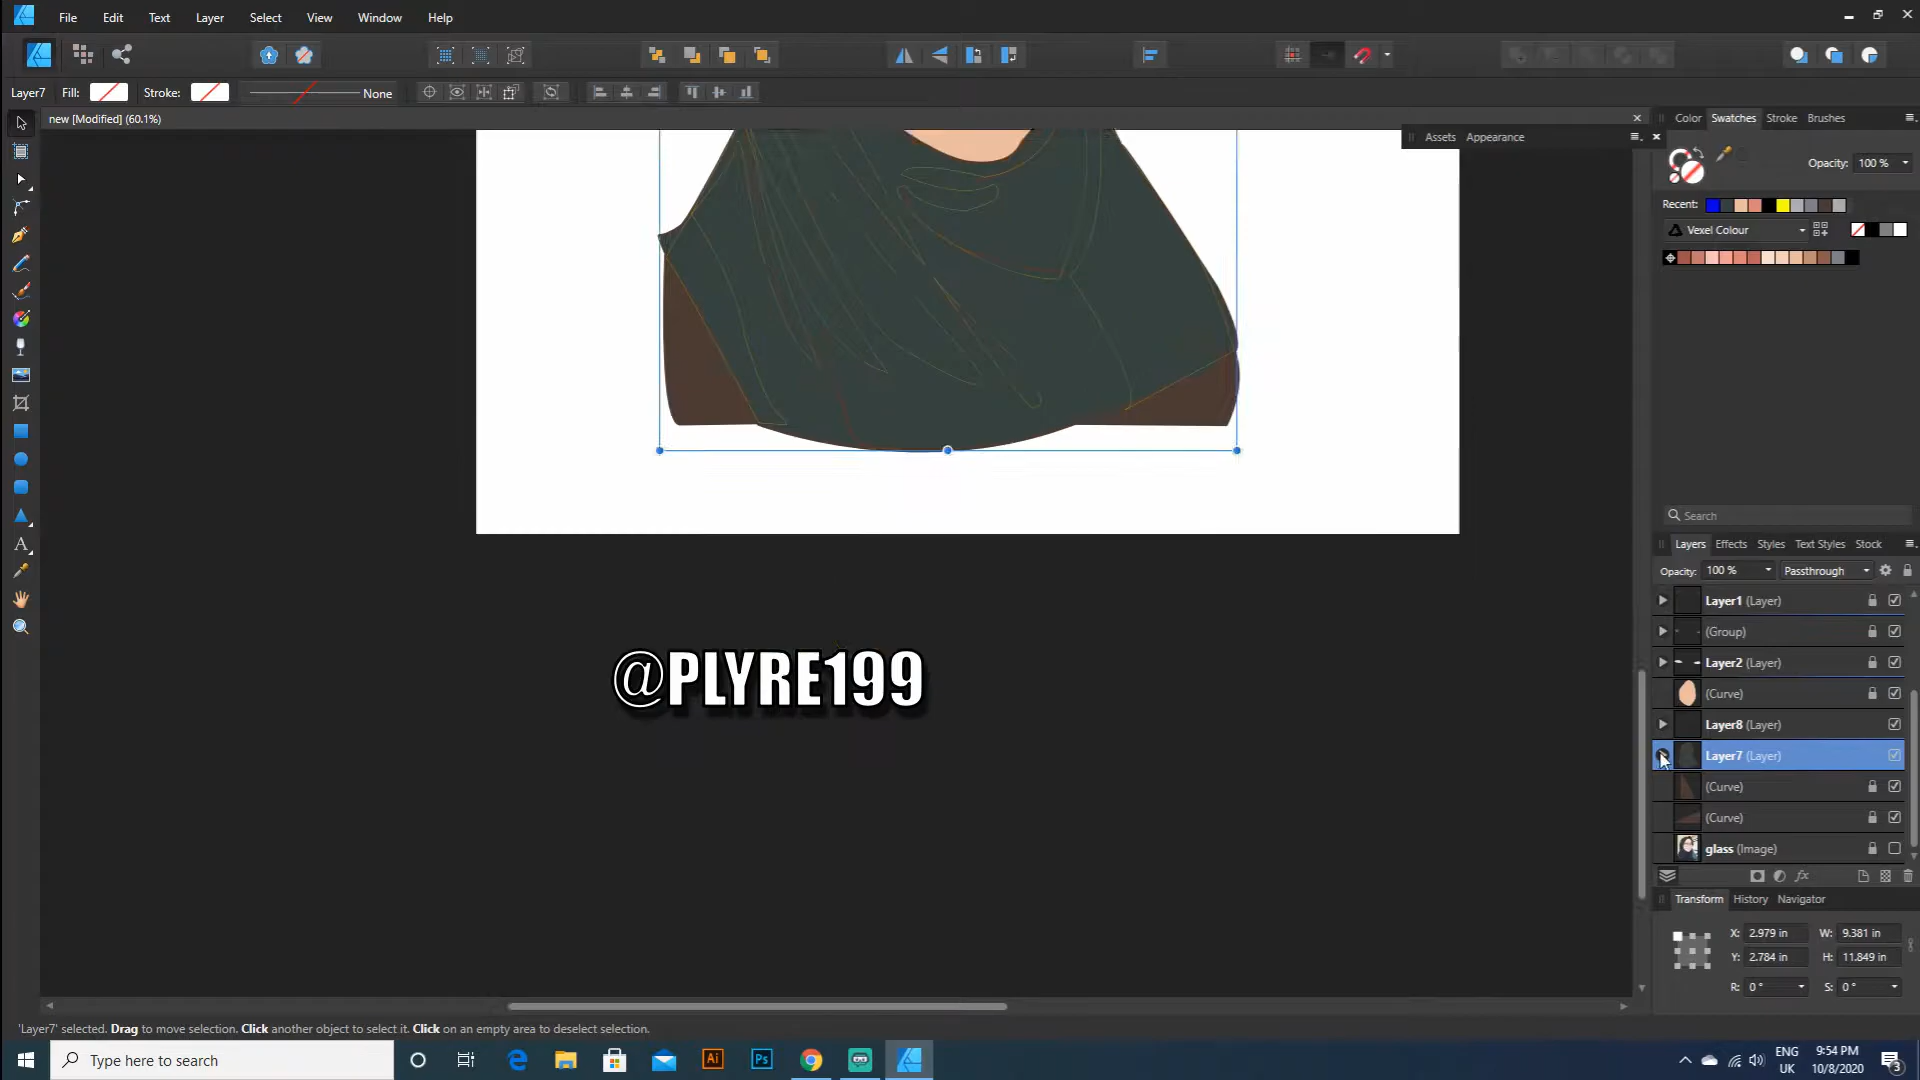 File Edit Text Layer Select View Window Help
Layer7 Fill: Stroke: None
new [Modified] (60.1%)
Assets Appearance
Color Swatches Stroke Brushes
Opacity: 100 %
Recent:
Vexel Colour
Search
Layers Effects Styles Text Styles Stock
Opacity: 100 % Passthrough
Layer1 (Layer)
(Group)
Layer2 (Layer)
(Curve)
Layer8 (Layer)
Layer7 (Layer)
(Curve)
(Curve)
glass (Image)
@PLYRE199
Transform History Navigator
X: 2.979 in W: 9.381 in
Y: 2.784 in H: 11.849 in
R: 0 ° S: 0 °
'Layer7' selected. Drag to move selection. Click another object to select it. Click on an empty area to deselect selection.
Type here to search
Ai Ps
ENG
UK
9:54 PM
10/8/2020
3